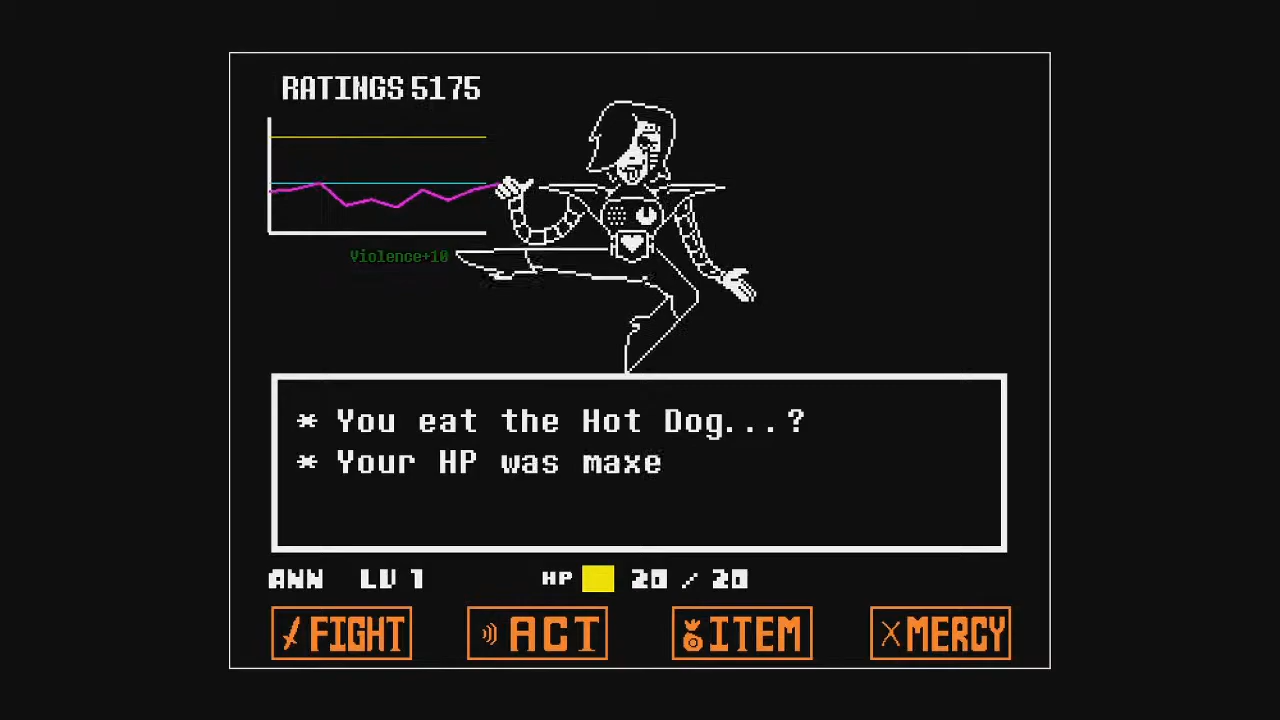 RATINGS 5175
Violence+10
* You eat the Hot Dog...?
* Your HP was maxe
ANN LV 1 HP 20 / 20
FIGHT ACT ITEM MERCY